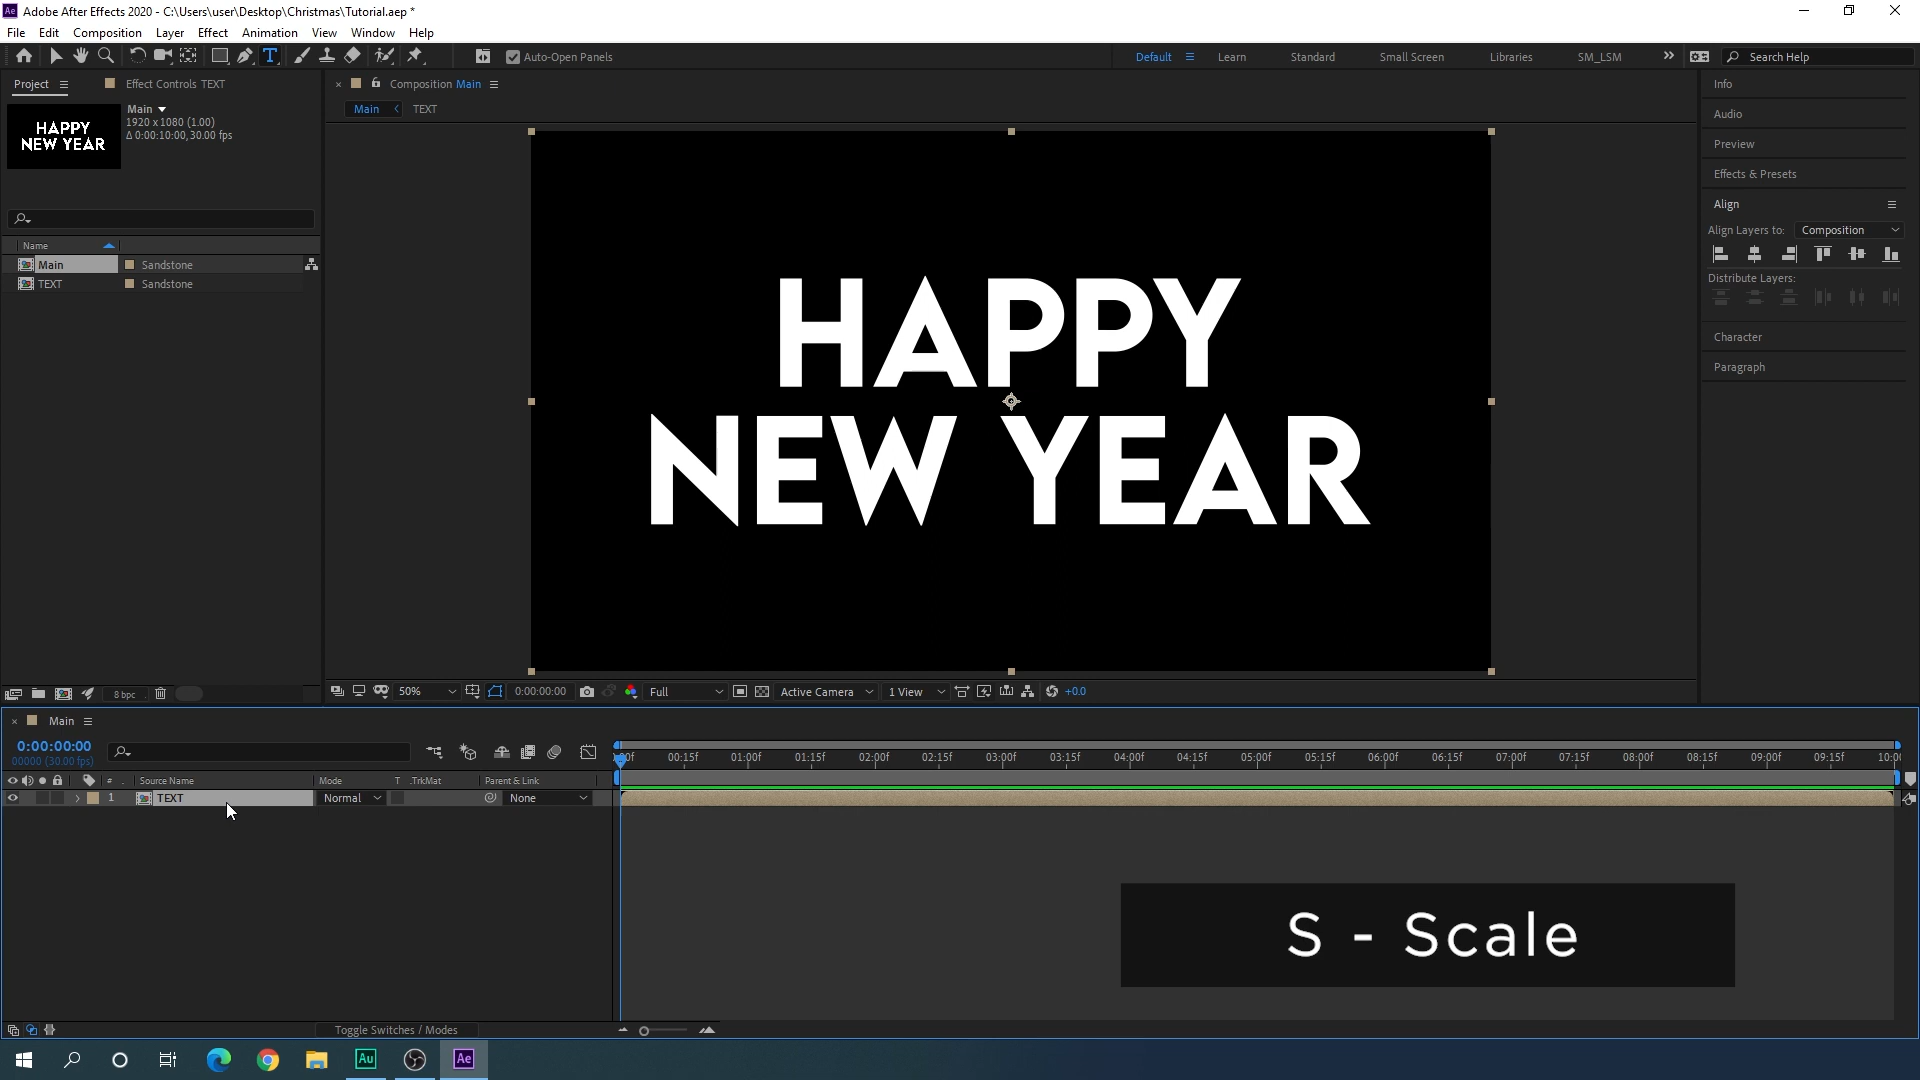 Ae Adobe After Effects 2020 - C:\Users\user\Desktop\Christmas\Tutorial.aep *
File Edit Composition Layer Effect Animation View Window Help
T Auto-Open Panels Default Learn Standard Small Screen Libraries SM_LSM Search Help
Project Effect Controls TEXT
Main
1920 x 1080 (1.00)
Δ 0:00:10:00, 30.00 fps
HAPPY
NEW YEAR
Name
Main Sandstone
TEXT Sandstone
8 bpc
Composition Main
Main TEXT
HAPPY
NEW YEAR
50% 0:00:00:00 Full Active Camera 1 View +0.0
Info
Audio
Preview
Effects & Presets
Align
Align Layers to: Composition
Distribute Layers:
Character
Paragraph
Main
0:00:00:00
00000 (30.00 fps)
# Source Name Mode T .TrkMat Parent & Link
1 TEXT Normal None
00:15f 01:00f 01:15f 02:00f 02:15f 03:00f 03:15f 04:00f 04:15f 05:00f 05:15f 06:00f 06:15f 07:00f 07:15f 08:00f 08:15f 09:00f 09:15f
S - Scale
Toggle Switches / Modes
Au Ae